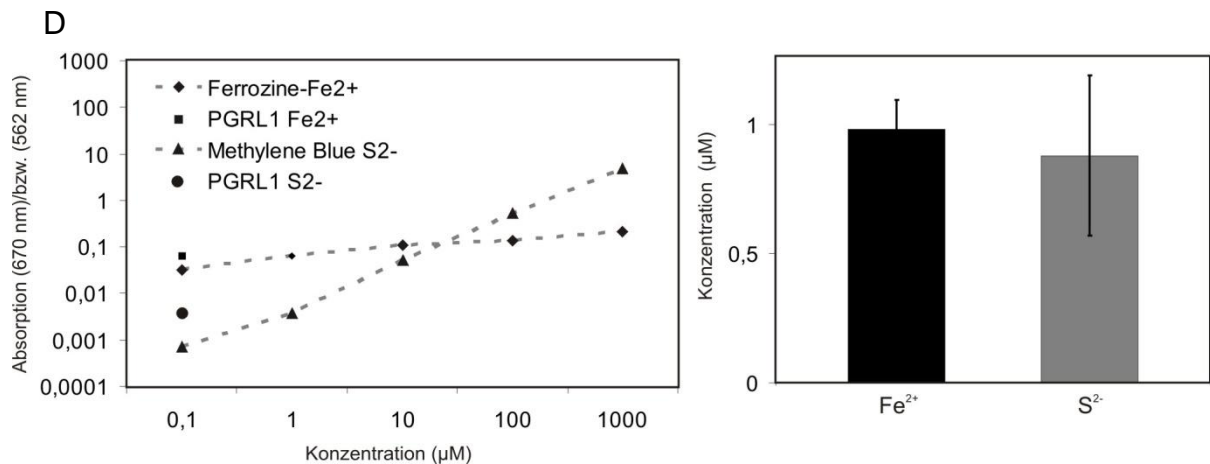 D
Absorption (670 nm)/bzw. (562 nm)
1000
100
10
1
0,1
0,01
0,001
0,0001
Ferrozine-Fe2+
PGRL1 Fe2+
Methylene Blue S2-
PGRL1 S2-
0,1 1 10 100 1000
Konzentration (µM)
Konzentration (µM)
1
0,5
0
Fe²⁺ S²⁻